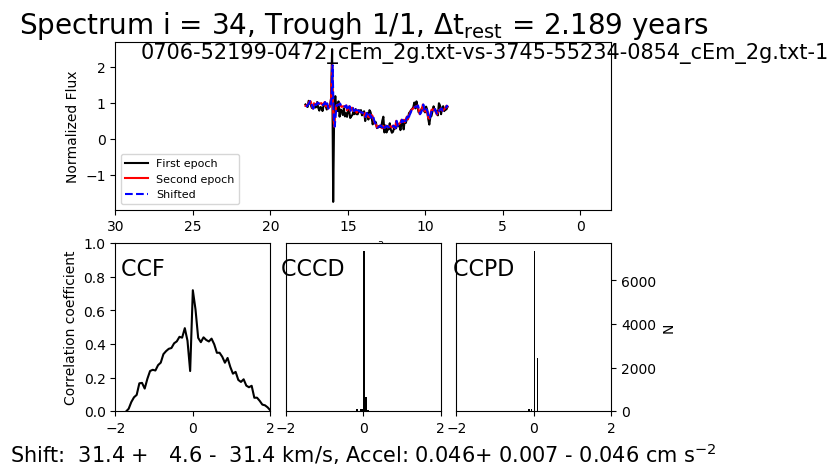 Spectrum i = 34, Trough 1/1, Δt_rest = 2.189 years
0706-52199-0472_cEm_2g.txt-vs-3745-55234-0854_cEm_2g.txt-1
Normalized Flux
2
1
0
−1
First epoch
Second epoch
Shifted
30 25 20 15 10 5 0
Correlation coefficient
1.0
0.8
0.6
0.4
0.2
0.0
CCF
CCCD
CCPD
6000
4000
2000
0
N
−2 0 2
−2 0 2
−2 0 2
Shift: 31.4 + 4.6 - 31.4 km/s, Accel: 0.046+ 0.007 - 0.046 cm s⁻²